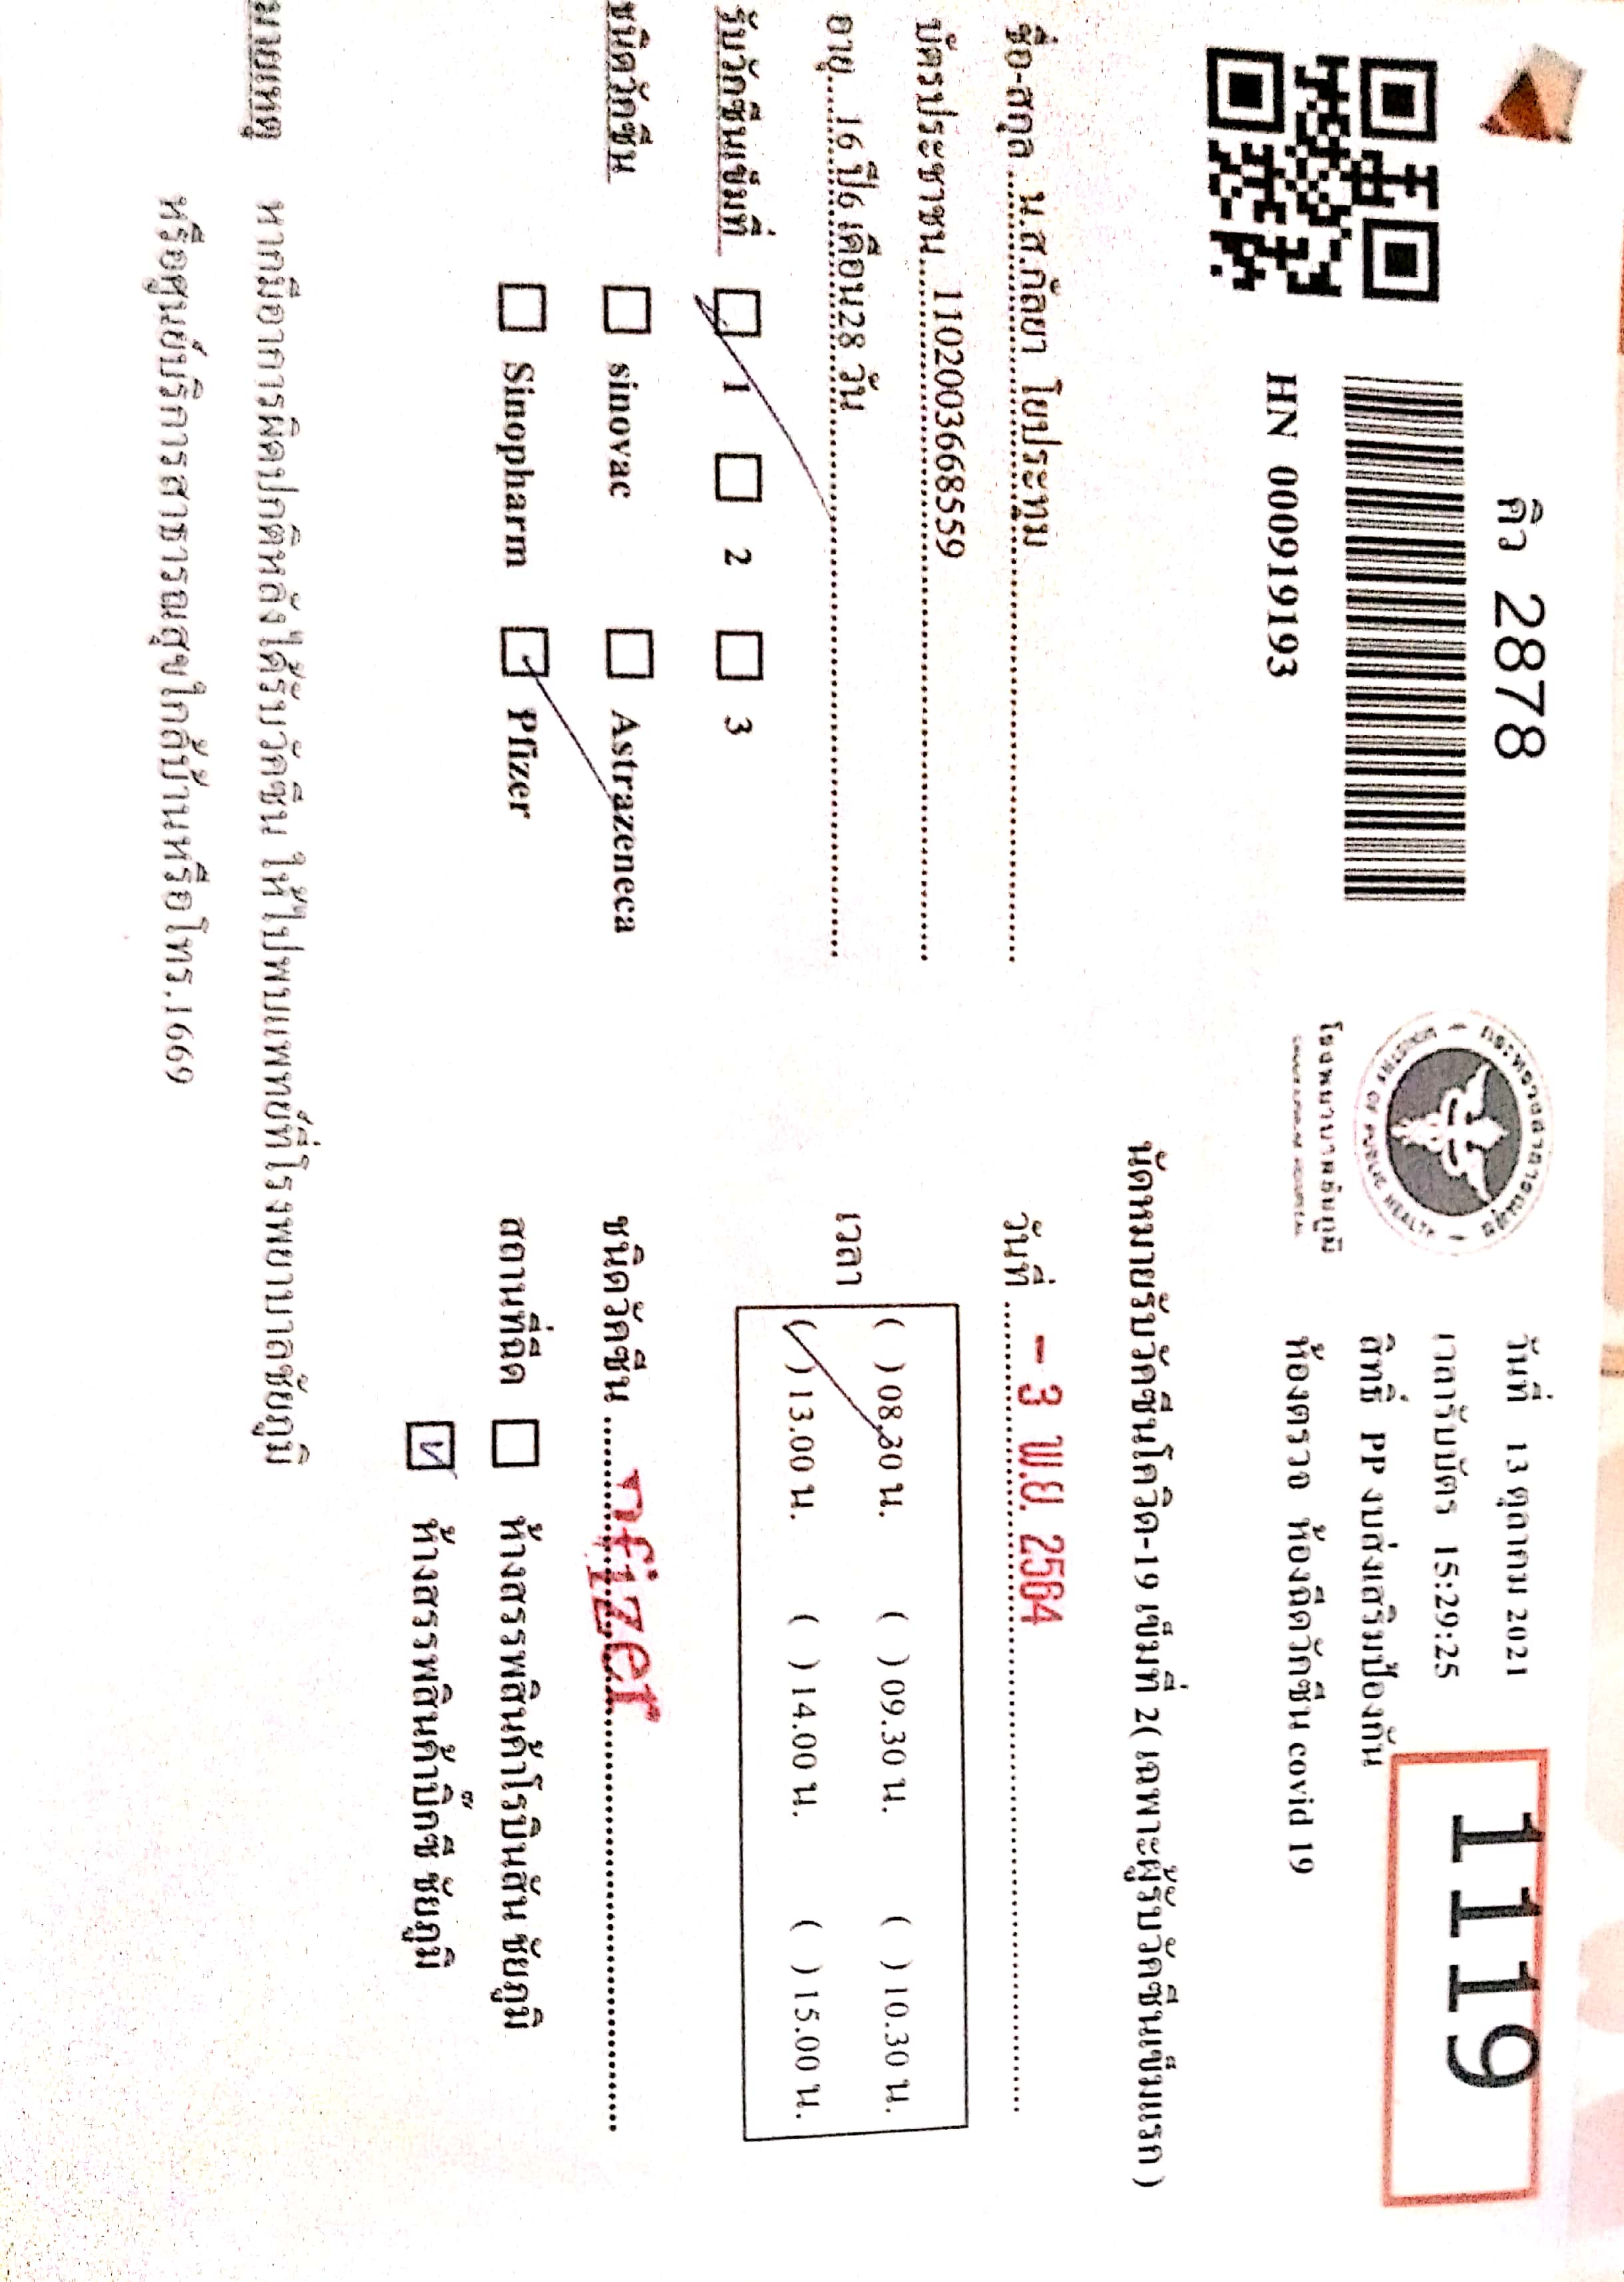 คิว 2878
HN 000919193
กระทรวงสาธารณสุข
MINISTRY OF PUBLIC HEALTH
โรงพยาบาลชัยภูมิ
วันที่ 13 ตุลาคม 2021
เวลารับบัตร 15:29:25
สิทธิ์ PP งบส่งเสริมป้องกัน
ห้องตรวจ ห้องฉีดวัคซีน covid 19
1119
ชื่อ-สกุล น.ส.กัลยา โยประทุม
บัตรประชาชน 1102003668559
อายุ 16 ปี6 เดือน28 วัน
รับวัคซีนเข็มที่ 1 2 3
ชนิดวัคซีน sinovac Astrazeneca
Sinopharm Pfizer
นัดหมายรับวัคซีนโควิด-19 เข็มที่ 2( เฉพาะผู้รับวัคซีนเข็มแรก )
วันที่ - 3 พ.ย. 2564
เวลา
( )08.30 น. ( )09.30 น. ( )10.30 น.
( )13.00 น. ( )14.00 น. ( )15.00 น.
ชนิดวัคซีน pfizer
สถานที่ฉีด ห้างสรรพสินค้าโรบินสัน ชัยภูมิ
ห้างสรรพสินค้าบิ๊กซี ชัยภูมิ
มายเหตุ หากมีอาการผิดปกติหลังได้รับวัคซีน ให้ไปพบแพทย์ที่โรงพยาบาลชัยภูมิ
หรือศูนย์บริการสาธารณสุขใกล้บ้านหรือโทร.1669